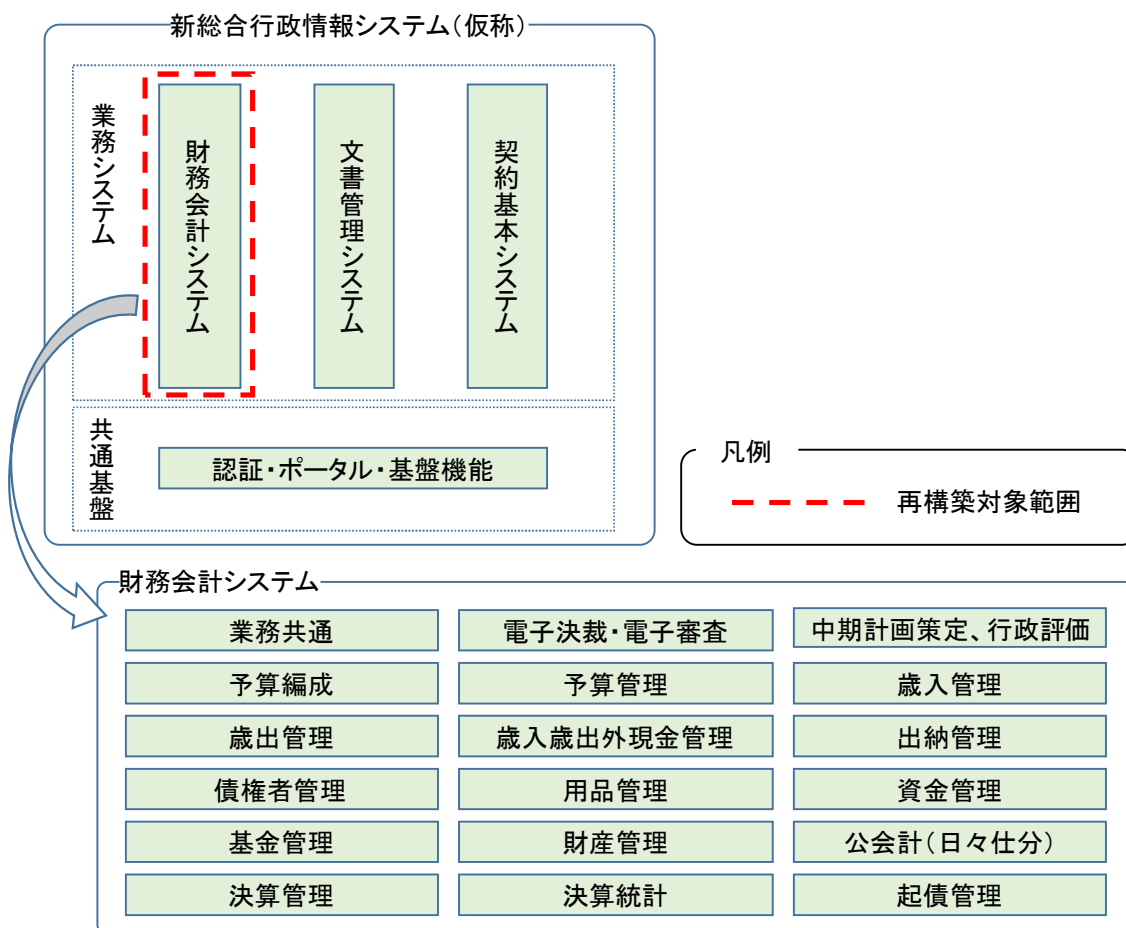 新総合行政情報システム(仮称)
業務システム
財務会計システム
文書管理システム
契約基本システム
共通基盤
認証・ポータル・基盤機能
凡例
再構築対象範囲
財務会計システム
業務共通
電子決裁・電子審査
中期計画策定、行政評価
予算編成
予算管理
歳入管理
歳出管理
歳入歳出外現金管理
出納管理
債権者管理
用品管理
資金管理
基金管理
財産管理
公会計(日々仕分)
決算管理
決算統計
起債管理